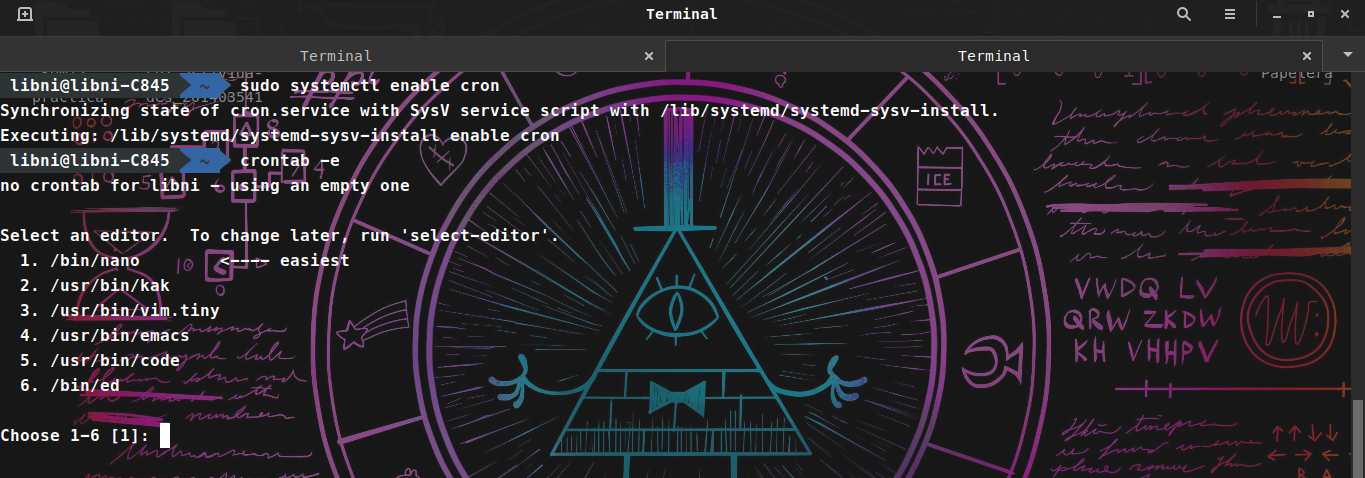 Terminal
Terminal
Terminal
Papelera
libni@libni-C845 ~ sudo systemctl enable cron
Synchronizing state of cron.service with SysV service script with /lib/systemd/systemd-sysv-install.
Executing: /lib/systemd/systemd-sysv-install enable cron
libni@libni-C845 ~ crontab -e
no crontab for libni - using an empty one
Select an editor.  To change later, run 'select-editor'.
1. /bin/nano        <---- easiest
2. /usr/bin/kak
3. /usr/bin/vim.tiny
4. /usr/bin/emacs
5. /usr/bin/code
6. /bin/ed
Choose 1-6 [1]:
ICE
VWDQ LV
QRW ZKDW
KH VHHPV